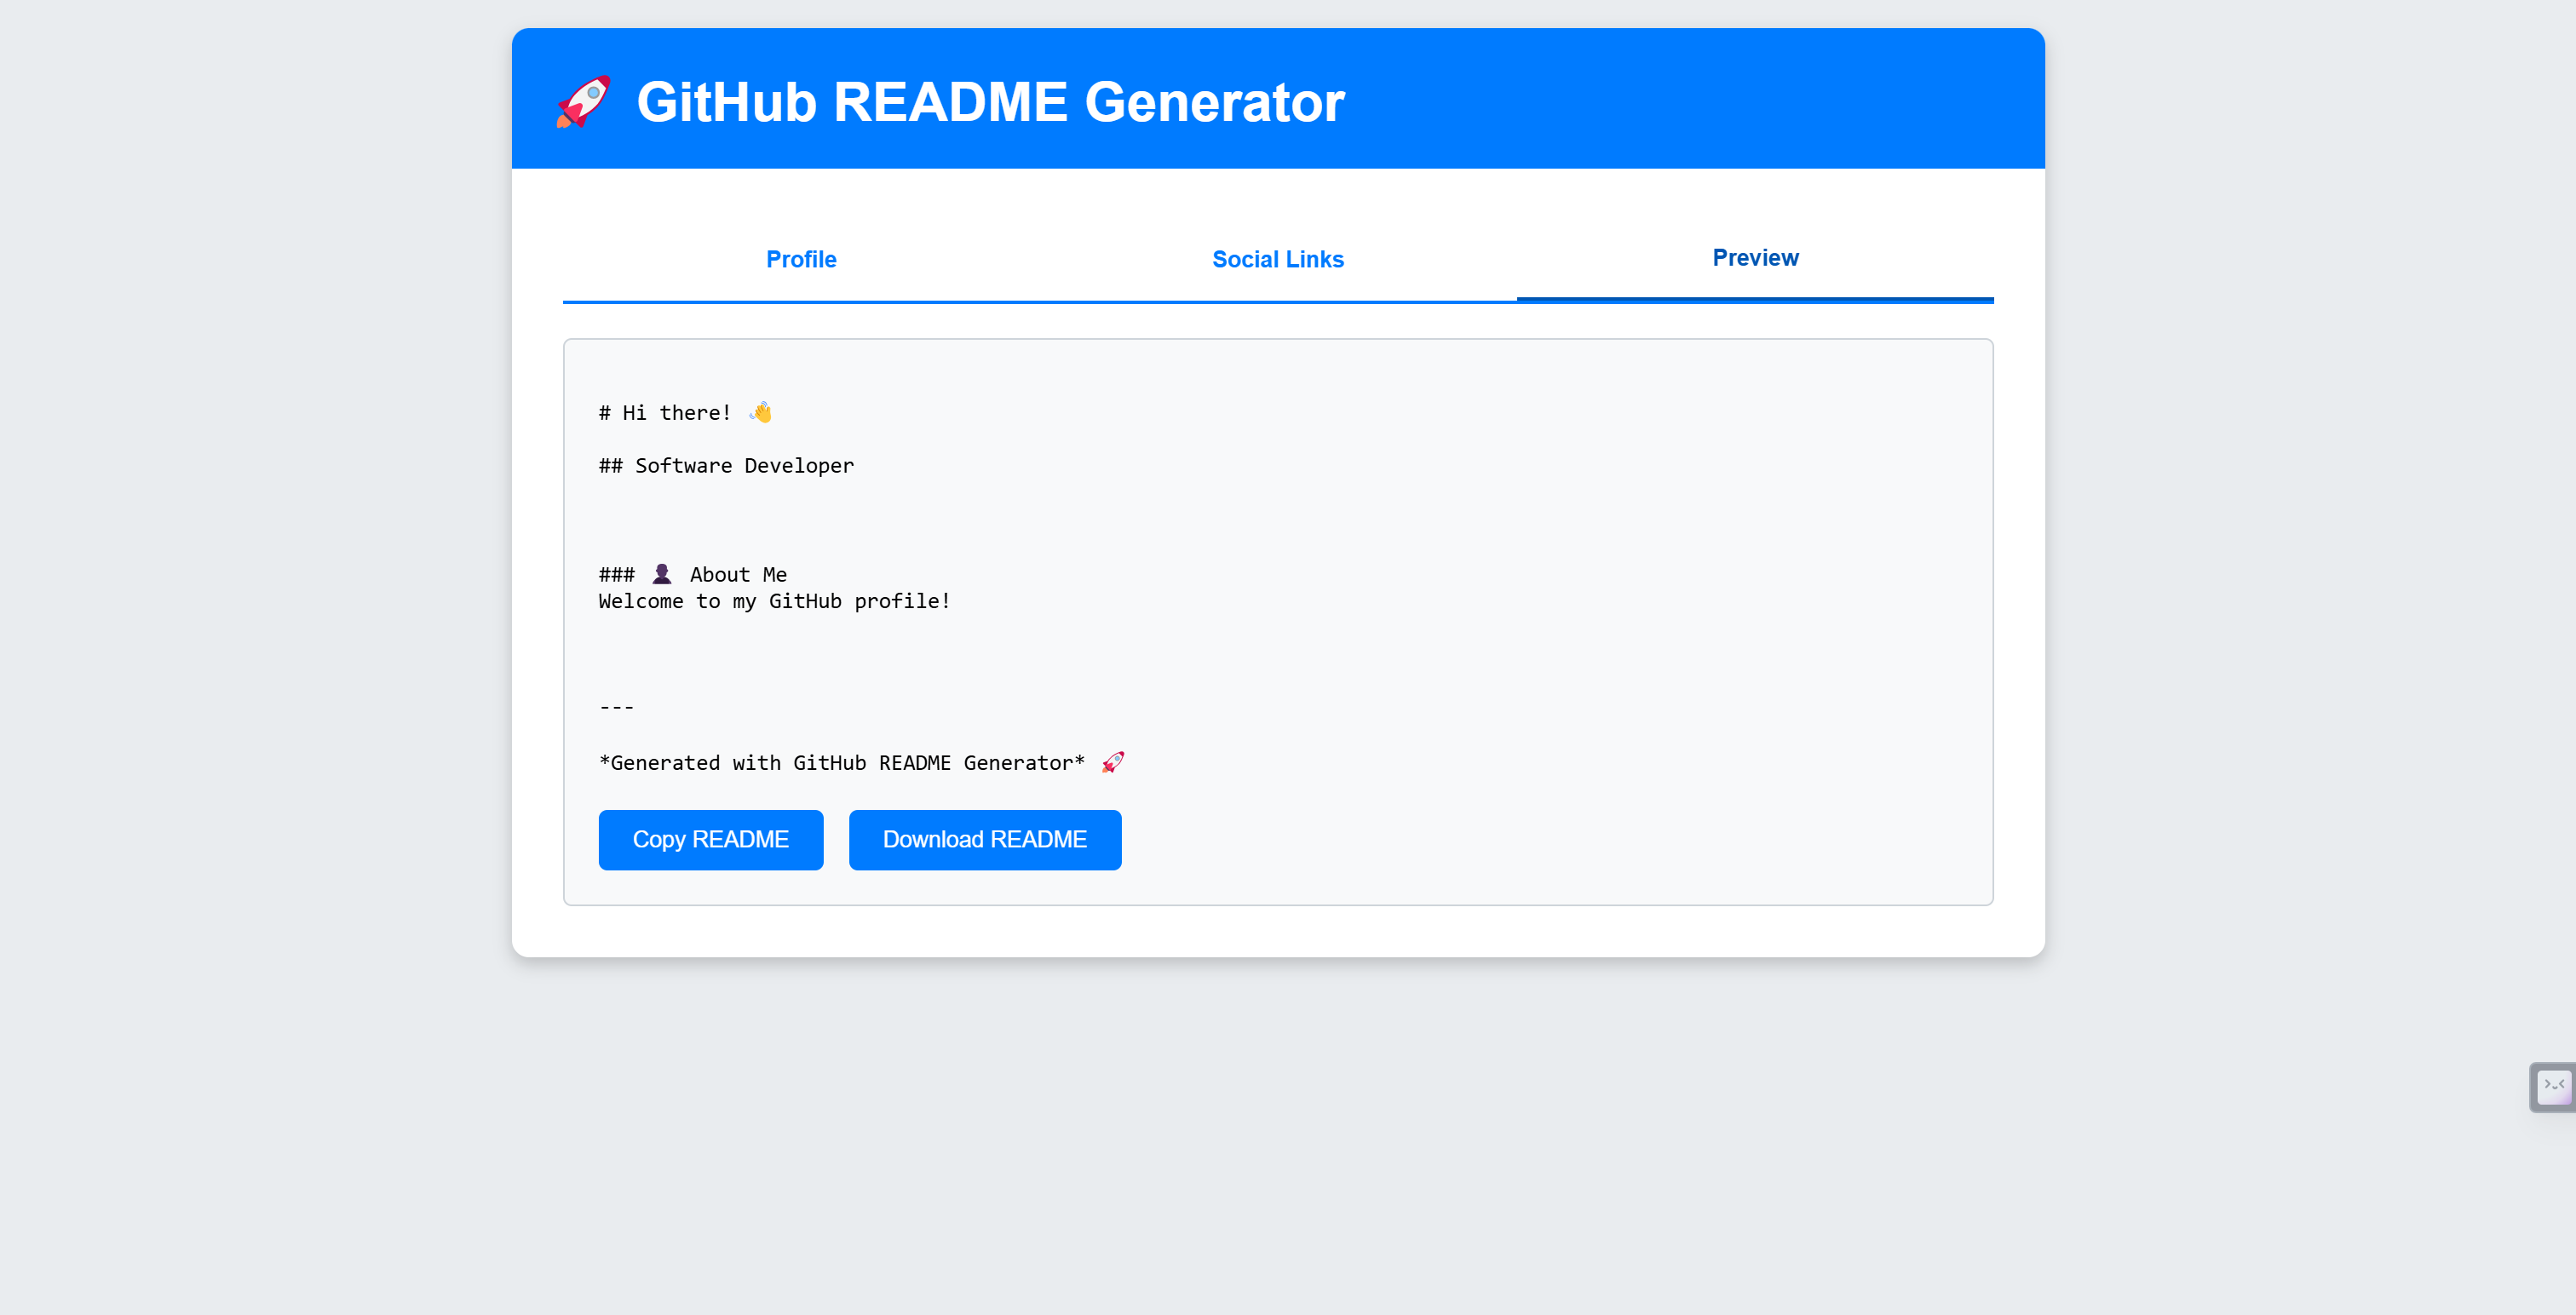 🚀 GitHub README Generator
Profile
Social Links
Preview
# Hi there! 👋
## Software Developer
### 👤 About Me
Welcome to my GitHub profile!
---
*Generated with GitHub README Generator* 🚀
Copy README
Download README